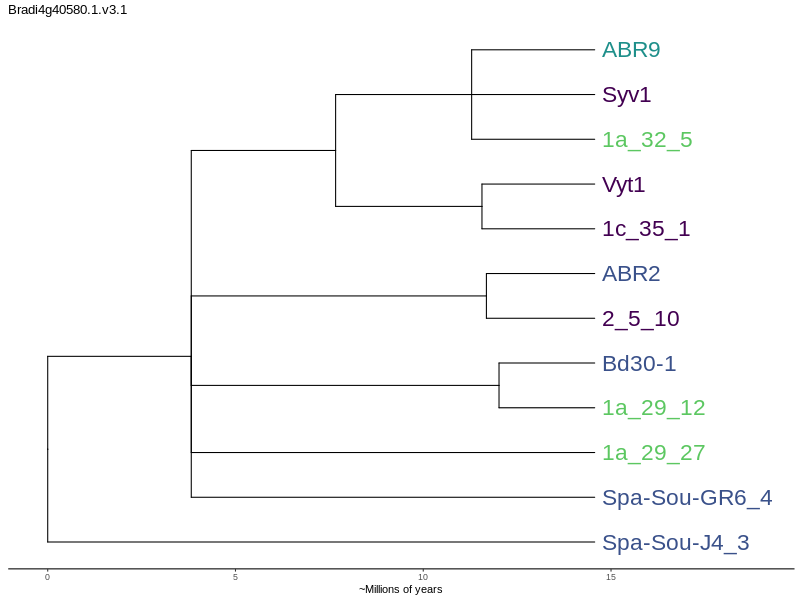 Bradi4g40580.1.v3.1
ABR9
Syv1
1a_32_5
Vyt1
1c_35_1
ABR2
2_5_10
Bd30-1
1a_29_12
1a_29_27
Spa-Sou-GR6_4
Spa-Sou-J4_3
0 5 10 15
~Millions of years